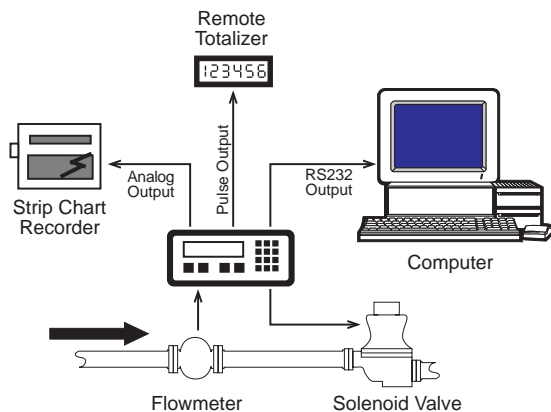 Remote
Totalizer
123456
Pulse Output
Analog
Output
RS232
Output
Strip Chart
Recorder
Computer
Flowmeter
Solenoid Valve